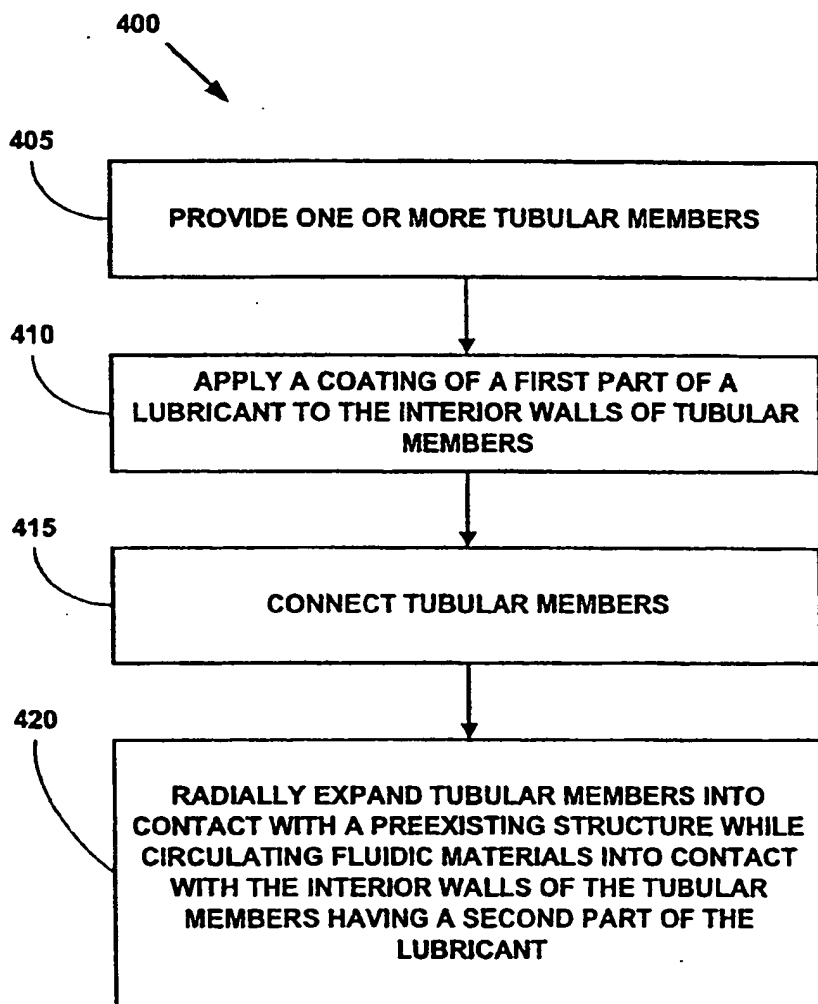 400
405
PROVIDE ONE OR MORE TUBULAR MEMBERS
410
APPLY A COATING OF A FIRST PART OF A
LUBRICANT TO THE INTERIOR WALLS OF TUBULAR
MEMBERS
415
CONNECT TUBULAR MEMBERS
420
RADIALLY EXPAND TUBULAR MEMBERS INTO
CONTACT WITH A PREEXISTING STRUCTURE WHILE
CIRCULATING FLUIDIC MATERIALS INTO CONTACT
WITH THE INTERIOR WALLS OF THE TUBULAR
MEMBERS HAVING A SECOND PART OF THE
LUBRICANT